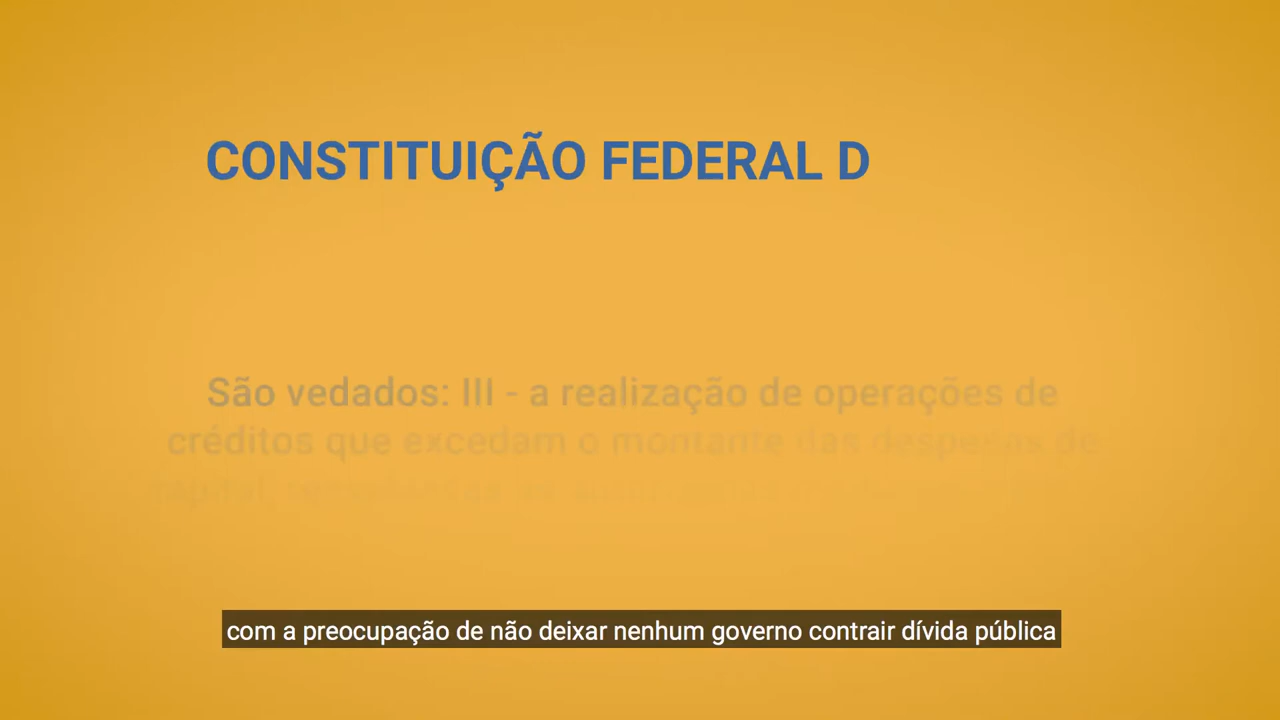 CONSTITUIÇÃO FEDERAL D
São vedados: III - a realização de operações de
créditos que excedam o montante das despesas de
com a preocupação de não deixar nenhum governo contrair dívida pública